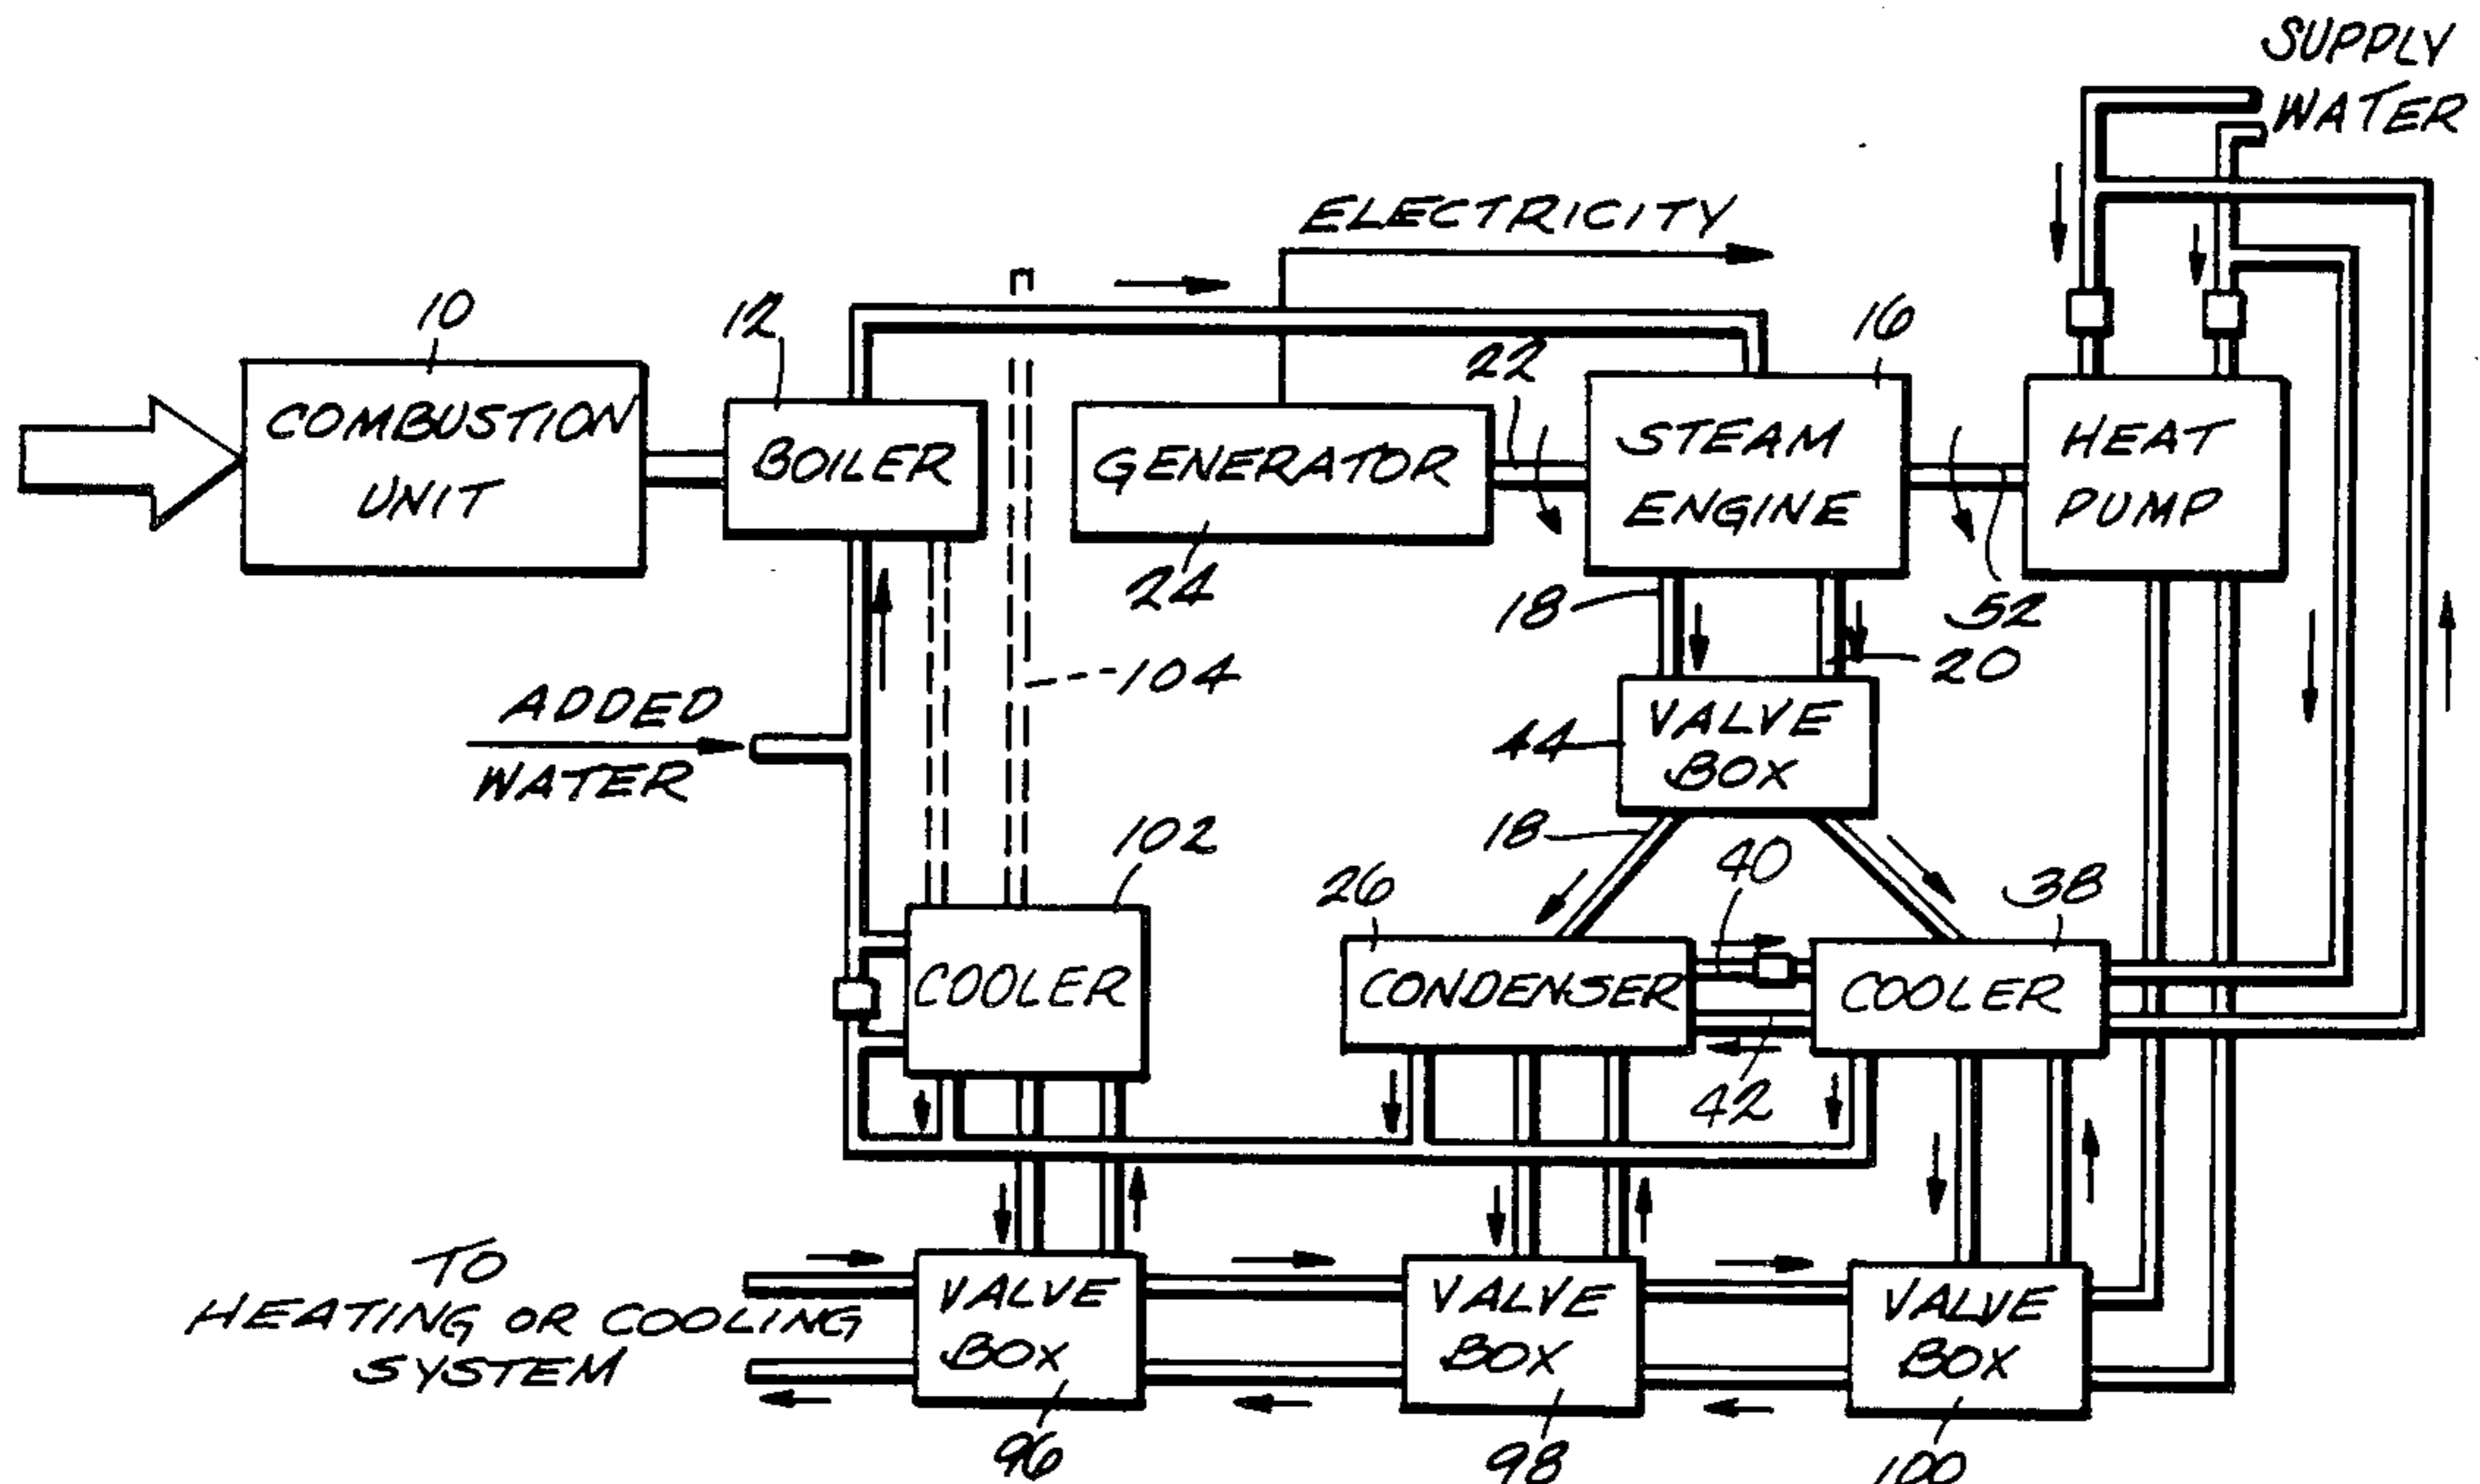 SUPPLY
WATER
ELECTRICITY
10
12
22
16
COMBUSTION
UNIT
BOILER
GENERATOR
STEAM
ENGINE
HEAT
PUMP
24
18
52
20
104
ADDED
WATER
44
VALVE
BOX
18
40
102
26
38
COOLER
CONDENSER
COOLER
42
TO
HEATING OR COOLING
SYSTEM
VALVE
BOX
VALVE
BOX
VALVE
BOX
96
98
100